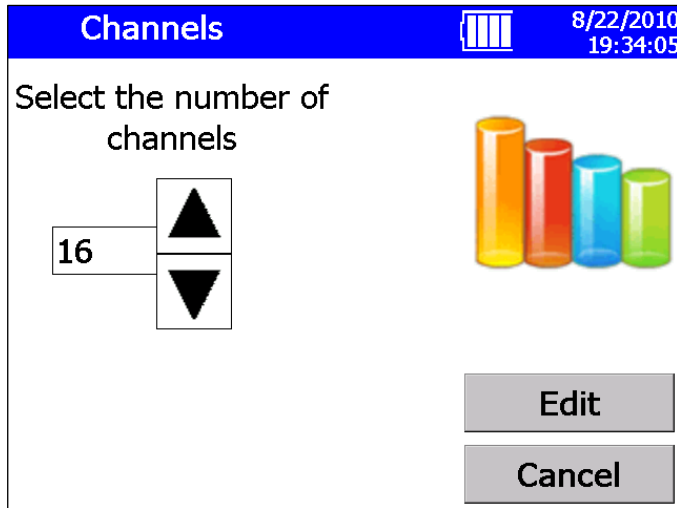 Channels
8/22/2010
19:34:05
Select the number of
channels
16
Edit
Cancel